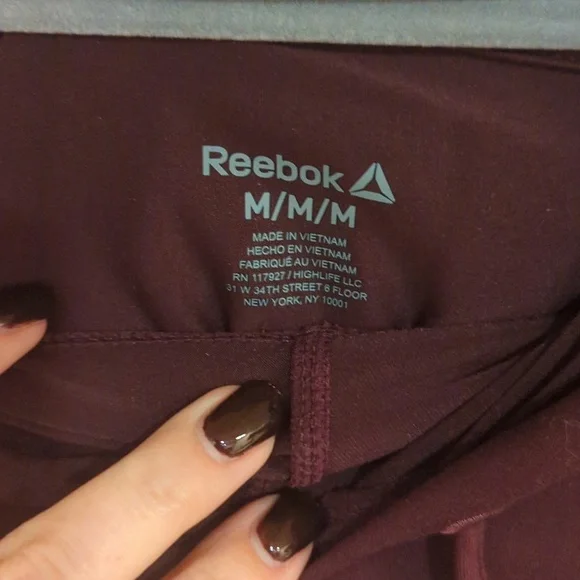 Reebok
M/M/M
MADE IN VIETNAM
HECHO EN VIETNAM
FABRIQUÉ AU VIETNAM
RN 117927 / HIGHLIFE LLC
31 W 34TH STREET 6 FLOOR
NEW YORK, NY 10001